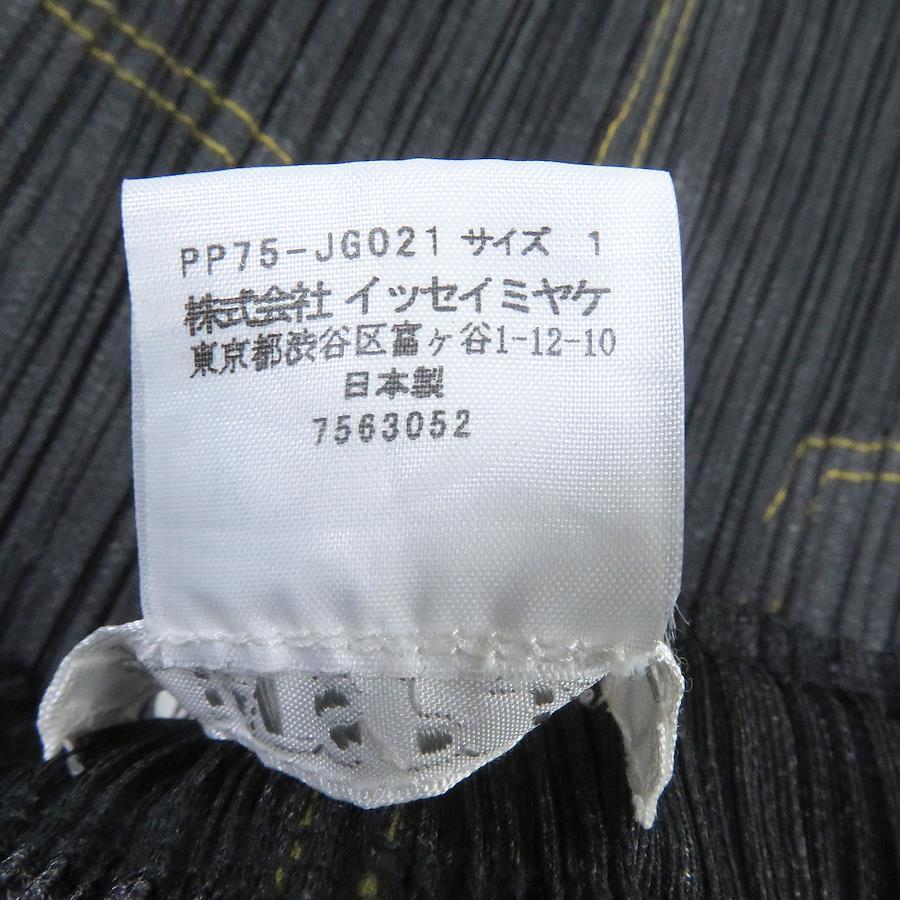 PP75-JG021 サイズ 1
株式会社 イッセイミヤケ
東京都渋谷区富ヶ谷1-12-10
日本製
7563052